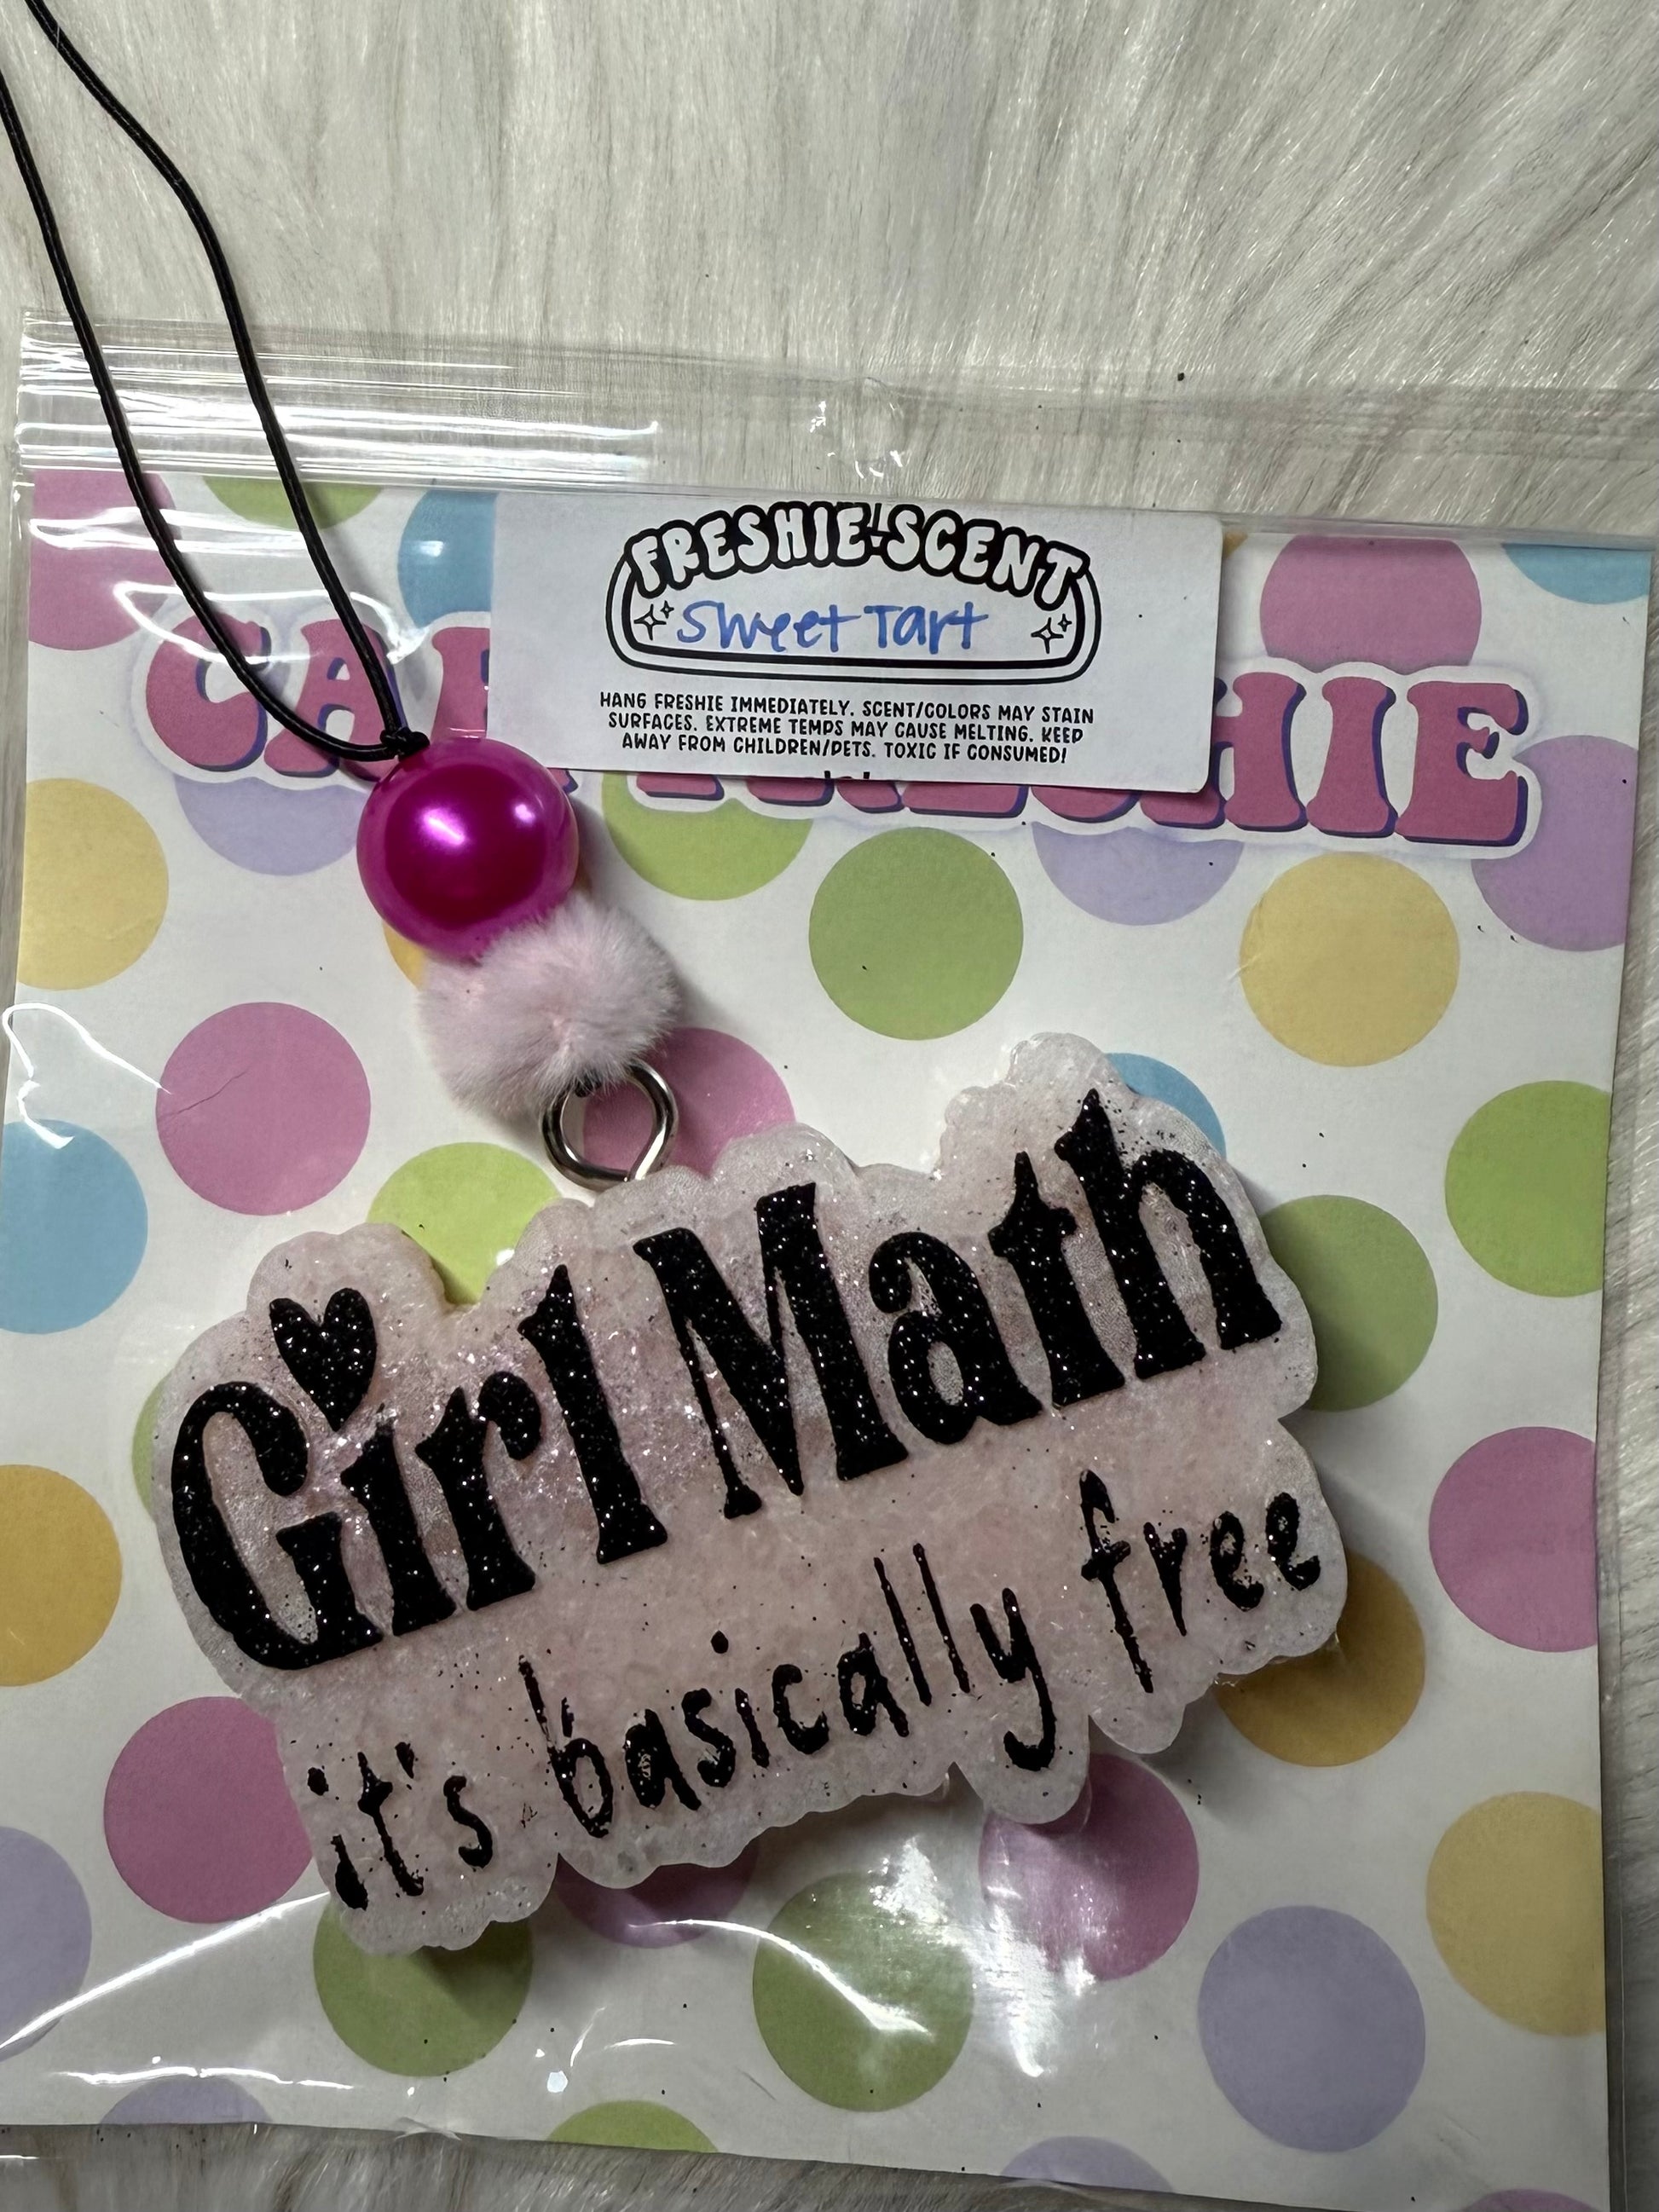 FRESHIE SCENT
Sweet Tart
HANG FRESHIE IMMEDIATELY. SCENT/COLORS MAY STAIN
SURFACES. EXTREME TEMPS MAY CAUSE MELTING. KEEP
AWAY FROM CHILDREN/PETS. TOXIC IF CONSUMED!
Girl Math
it's basically free